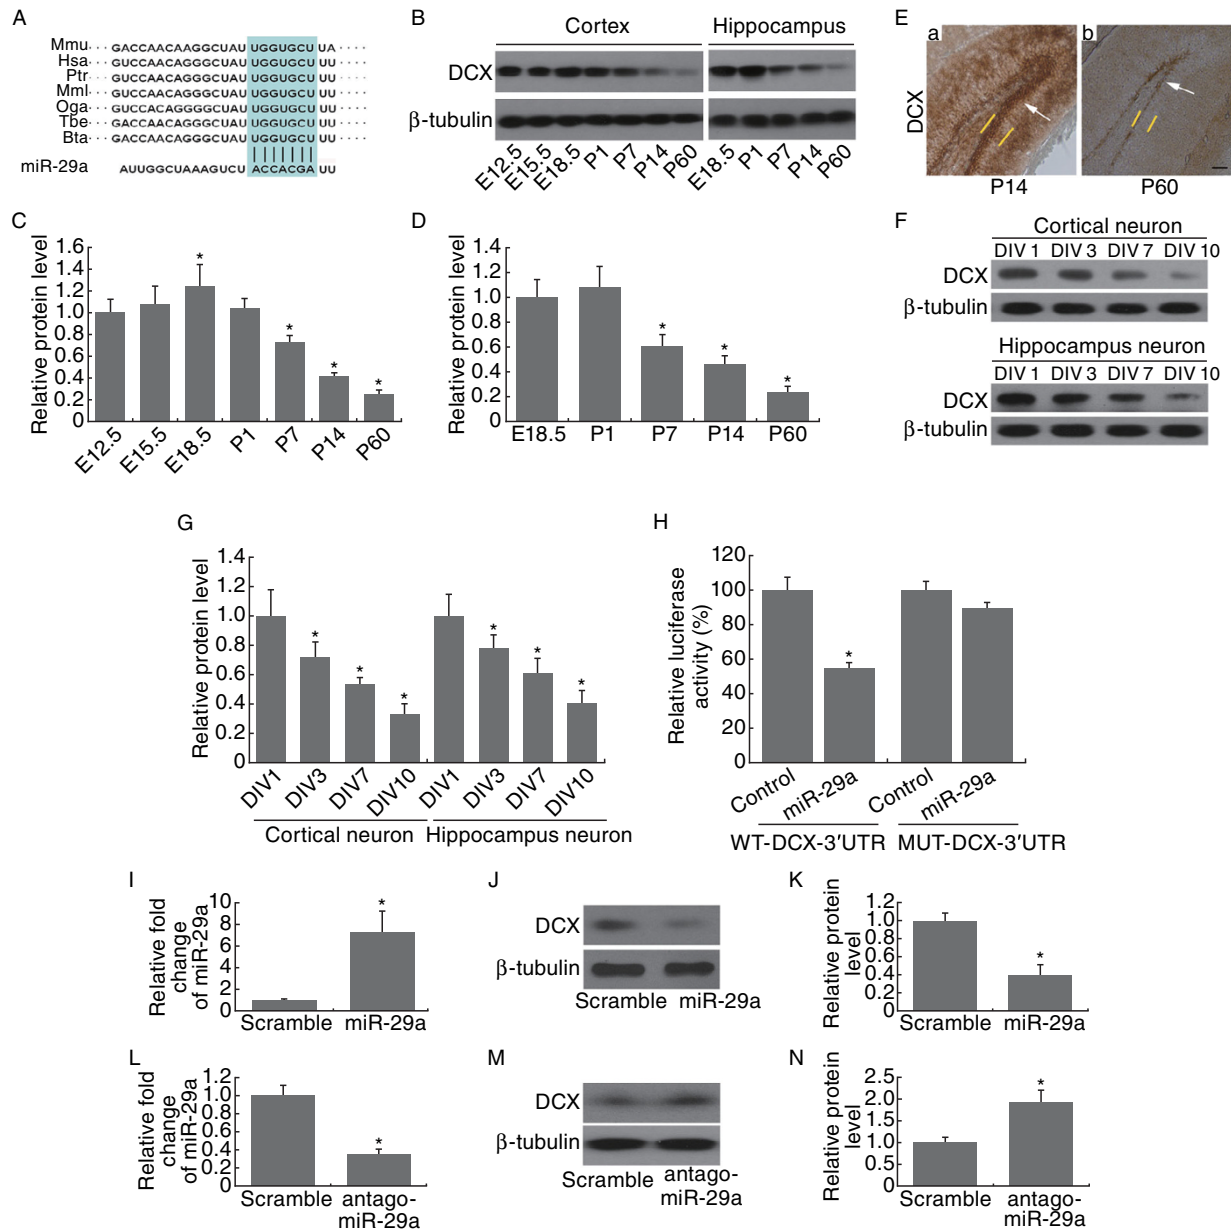 A
Mmu ···· GACCAACAAGGCUAU UGGUGCU UA ····
Hsa ···· GUCCAACAAGGCUAU UGGUGCU UU ····
Ptr ···· GUCCAACAAGGCUAU UGGUGCU UU ····
Mml ···· GUCCAACAAGGCUAU UGGUGCU UU ····
Oga ···· GUCCACAGGGGCUAU UGGUGCU UU ····
Tbe ···· GACCAACAAGGCUAU UGGUGCU UU ····
Bta ···· GACCAACAAGGCUAU UGGUGCU UU ····
miR-29a AUUGGCUAAAGUCU ACCACGA UU
B
Cortex Hippocampus
DCX
β-tubulin
E12.5 E15.5 E18.5 P1 P7 P14 P60 E18.5 P1 P7 P14 P60
E
a b
DCX
P14 P60
C
Relative protein level
1.6
1.4
1.2
1.0
0.8
0.6
0.4
0.2
0
* * * *
E12.5 E15.5 E18.5 P1 P7 P14 P60
D
Relative protein level
1.4
1.2
1.0
0.8
0.6
0.4
0.2
0
* * *
E18.5 P1 P7 P14 P60
F
Cortical neuron
DIV 1 DIV 3 DIV 7 DIV 10
DCX
β-tubulin
Hippocampus neuron
DIV 1 DIV 3 DIV 7 DIV 10
DCX
β-tubulin
G
Relative protein level
1.4
1.2
1.0
0.8
0.6
0.4
0.2
0
* * * * * *
DIV1 DIV3 DIV7 DIV10 DIV1 DIV3 DIV7 DIV10
Cortical neuron Hippocampus neuron
H
Relative luciferase
activity (%)
120
100
80
60
40
20
0
*
Control miR-29a Control miR-29a
WT-DCX-3′UTR MUT-DCX-3′UTR
I
Relative fold
change
of miR-29a
10
8
6
4
2
0
*
Scramble miR-29a
J
DCX
β-tubulin
Scramble miR-29a
K
Relative protein
level
1.2
1.0
0.8
0.6
0.4
0.2
0
*
Scramble miR-29a
L
Relative fold
change
of miR-29a
1.2
1.0
0.8
0.6
0.4
0.2
0
*
Scramble antago-
miR-29a
M
DCX
β-tubulin
Scramble antago-
miR-29a
N
Relative protein
level
2.5
2.0
1.5
1.0
0.5
0
*
Scramble antago-
miR-29a